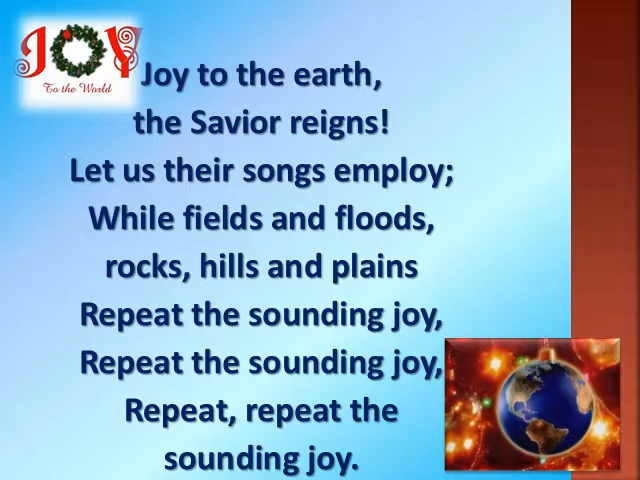 JOY
To the World
Joy to the earth,
the Savior reigns!
Let us their songs employ;
While fields and floods,
rocks, hills and plains
Repeat the sounding joy,
Repeat the sounding joy,
Repeat, repeat the
sounding joy.